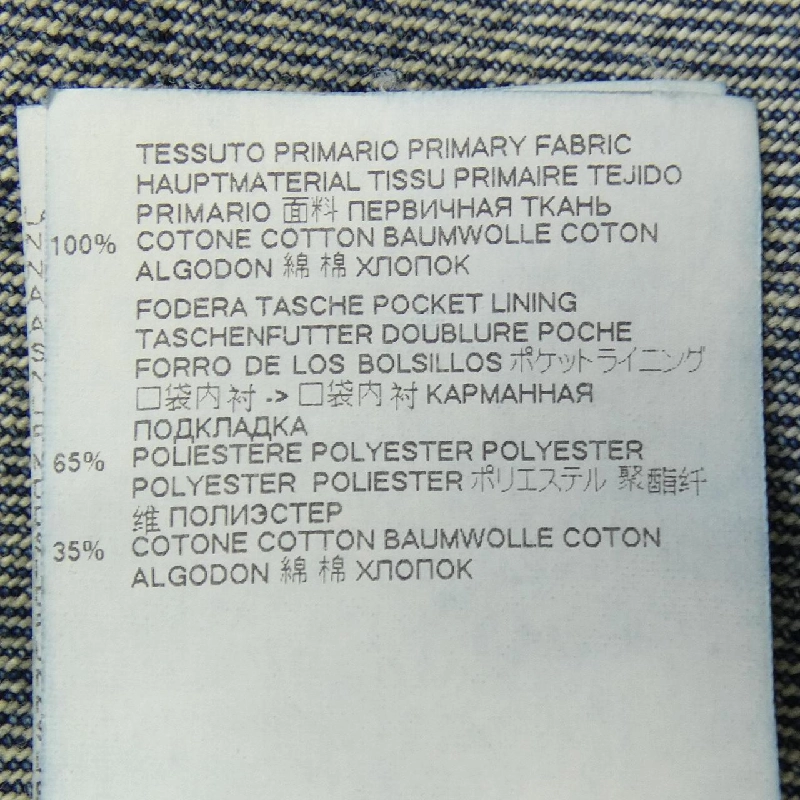 TESSUTO PRIMARIO PRIMARY FABRIC
HAUPTMATERIAL TISSU PRIMAIRE TEJIDO
PRIMARIO 面料 ПЕРВИЧНАЯ ТКАНЬ
100% COTONE COTTON BAUMWOLLE COTON
ALGODON 綿 棉 ХЛОПОК
FODERA TASCHE POCKET LINING
TASCHENFUTTER DOUBLURE POCHE
FORRO DE LOS BOLSILLOS ポケットライニング
口袋内衬 -> 口袋内衬 КАРМАННАЯ
ПОДКЛАДКА
65% POLIESTERE POLYESTER POLYESTER
POLYESTER POLIESTER ポリエステル 聚酯纤
维 ПОЛИЭСТЕР
35% COTONE COTTON BAUMWOLLE COTON
ALGODON 綿 棉 ХЛОПОК